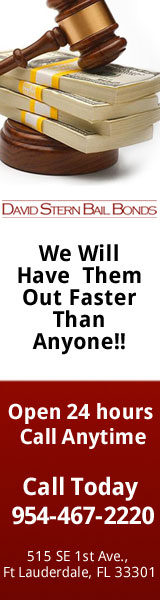 DAVID STERN BAIL BONDS
We Will
Have Them
Out Faster
Than
Anyone!!
Open 24 hours
Call Anytime
Call Today
954-467-2220
515 SE 1st Ave.,
Ft Lauderdale, FL 33301